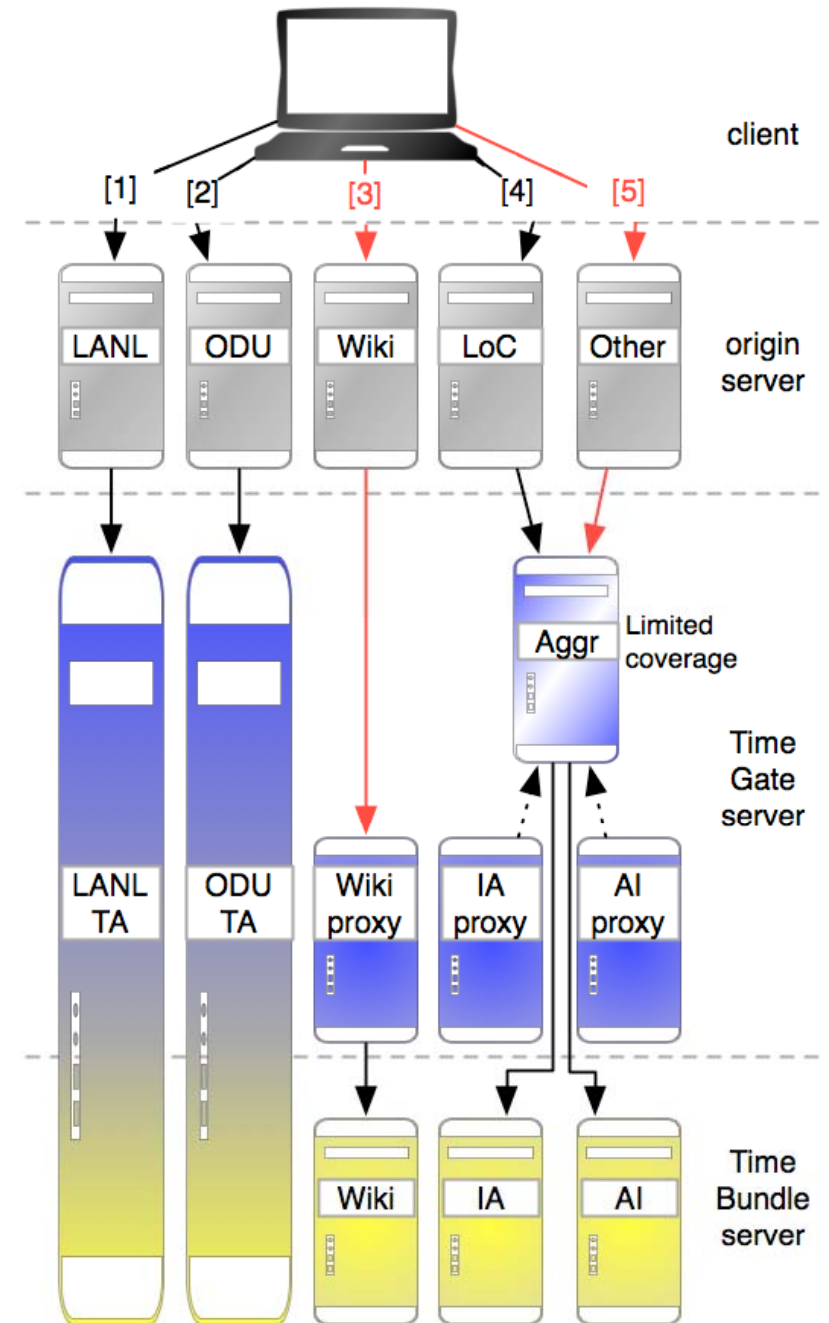 client
[1]
[2]
[3]
[4]
[5]
LANL
ODU
Wiki
LoC
Other
origin
server
Aggr
Limited
coverage
Time
Gate
server
LANL
TA
ODU
TA
Wiki
proxy
IA
proxy
AI
proxy
Wiki
IA
AI
Time
Bundle
server